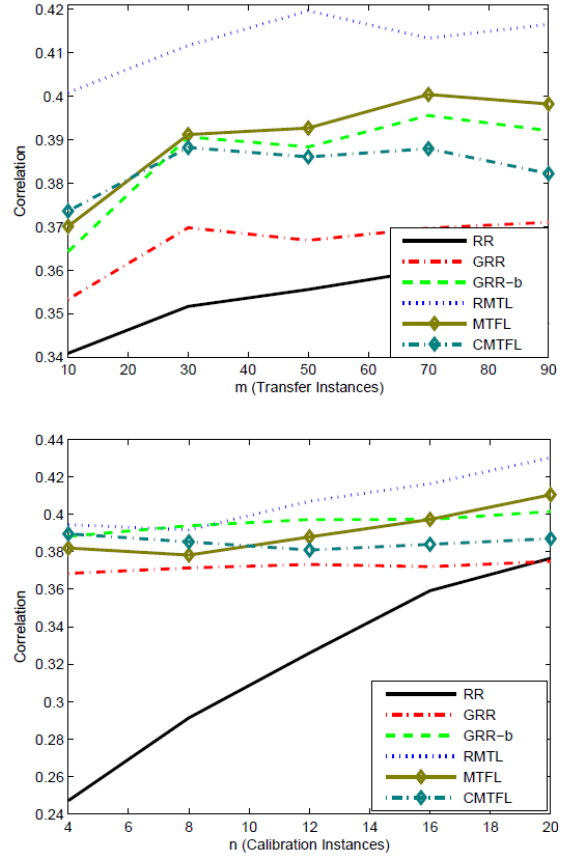 0.42
0.41
0.4
0.39
0.38
0.37
0.36
0.35
0.34
Correlation
RR
GRR
GRR-b
RMTL
MTFL
CMTFL
10 20 30 40 50 60 70 80 90
m (Transfer Instances)
0.44
0.42
0.4
0.38
0.36
0.34
0.32
0.3
0.28
0.26
0.24
Correlation
RR
GRR
GRR-b
RMTL
MTFL
CMTFL
4 6 8 10 12 14 16 18 20
n (Calibration Instances)